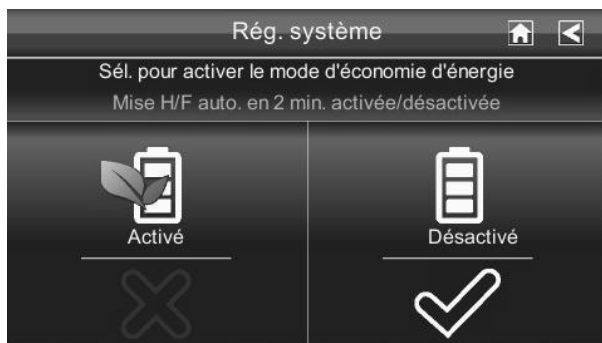 Rég. système
Sél. pour activer le mode d'économie d'énergie
Mise H/F auto. en 2 min. activée/désactivée
Activé
Désactivé